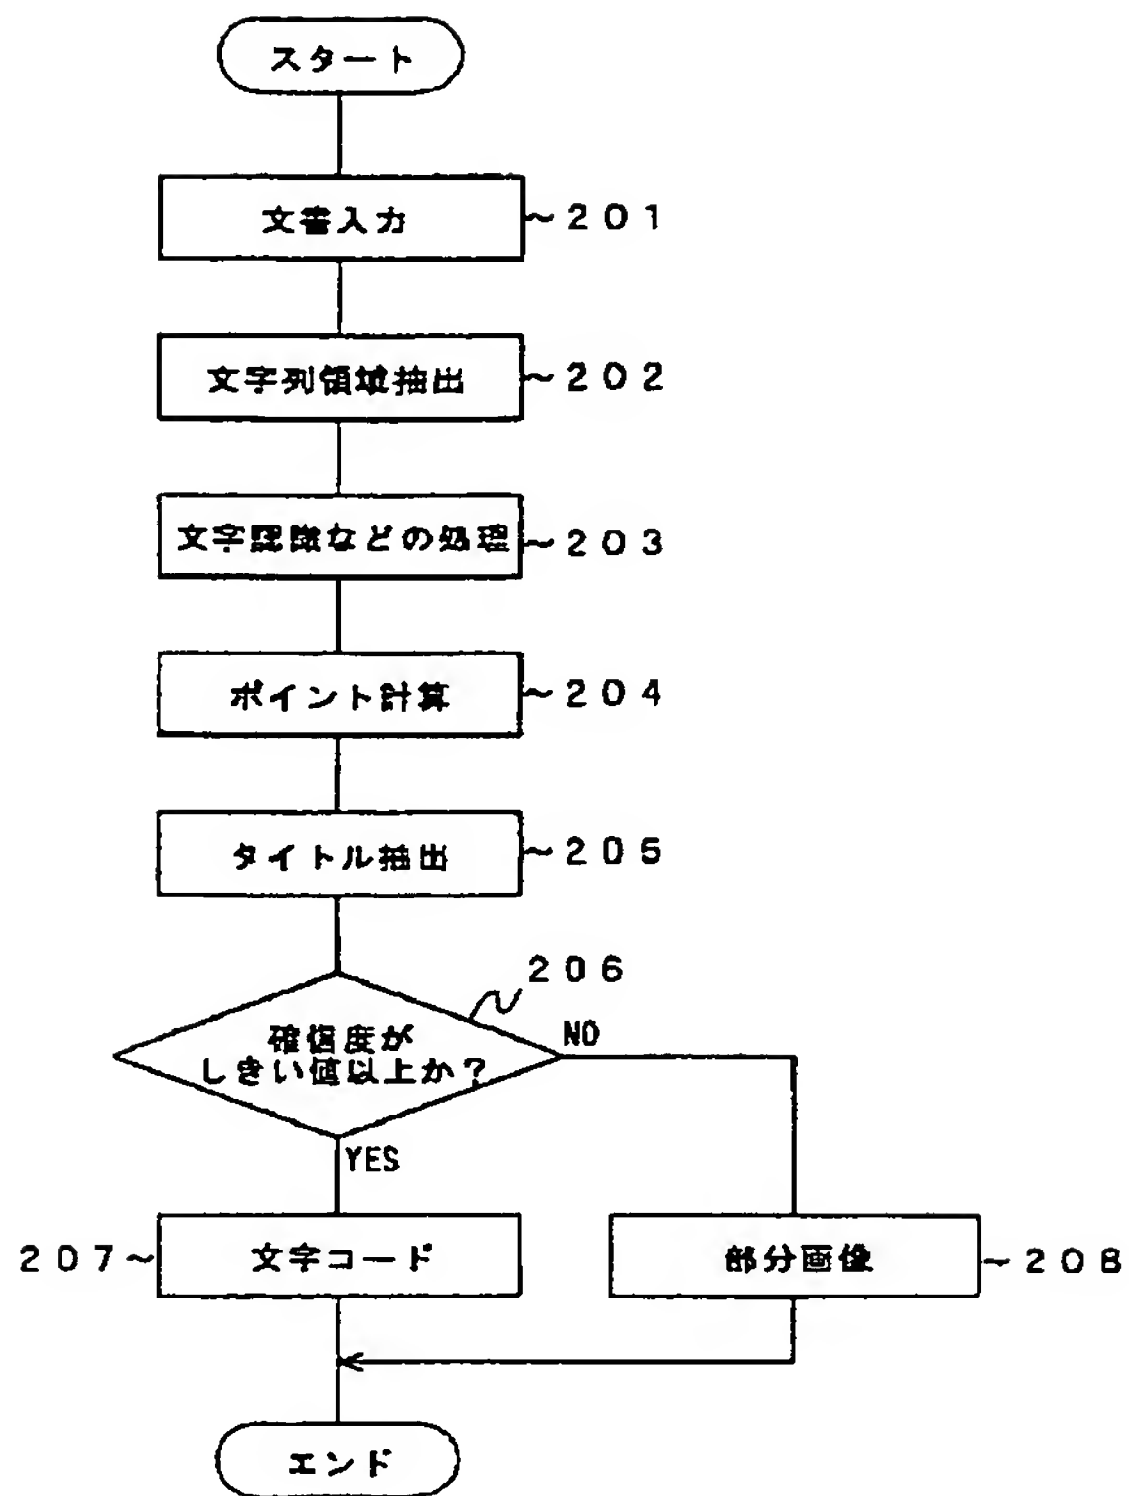 スタート
文書入力 ~201
文字列領域抽出 ~202
文字認識などの処理 ~203
ポイント計算 ~204
タイトル抽出 ~205
206
確信度が
しきい値以上か?
NO
YES
207~ 文字コード
部分画像 ~208
エンド